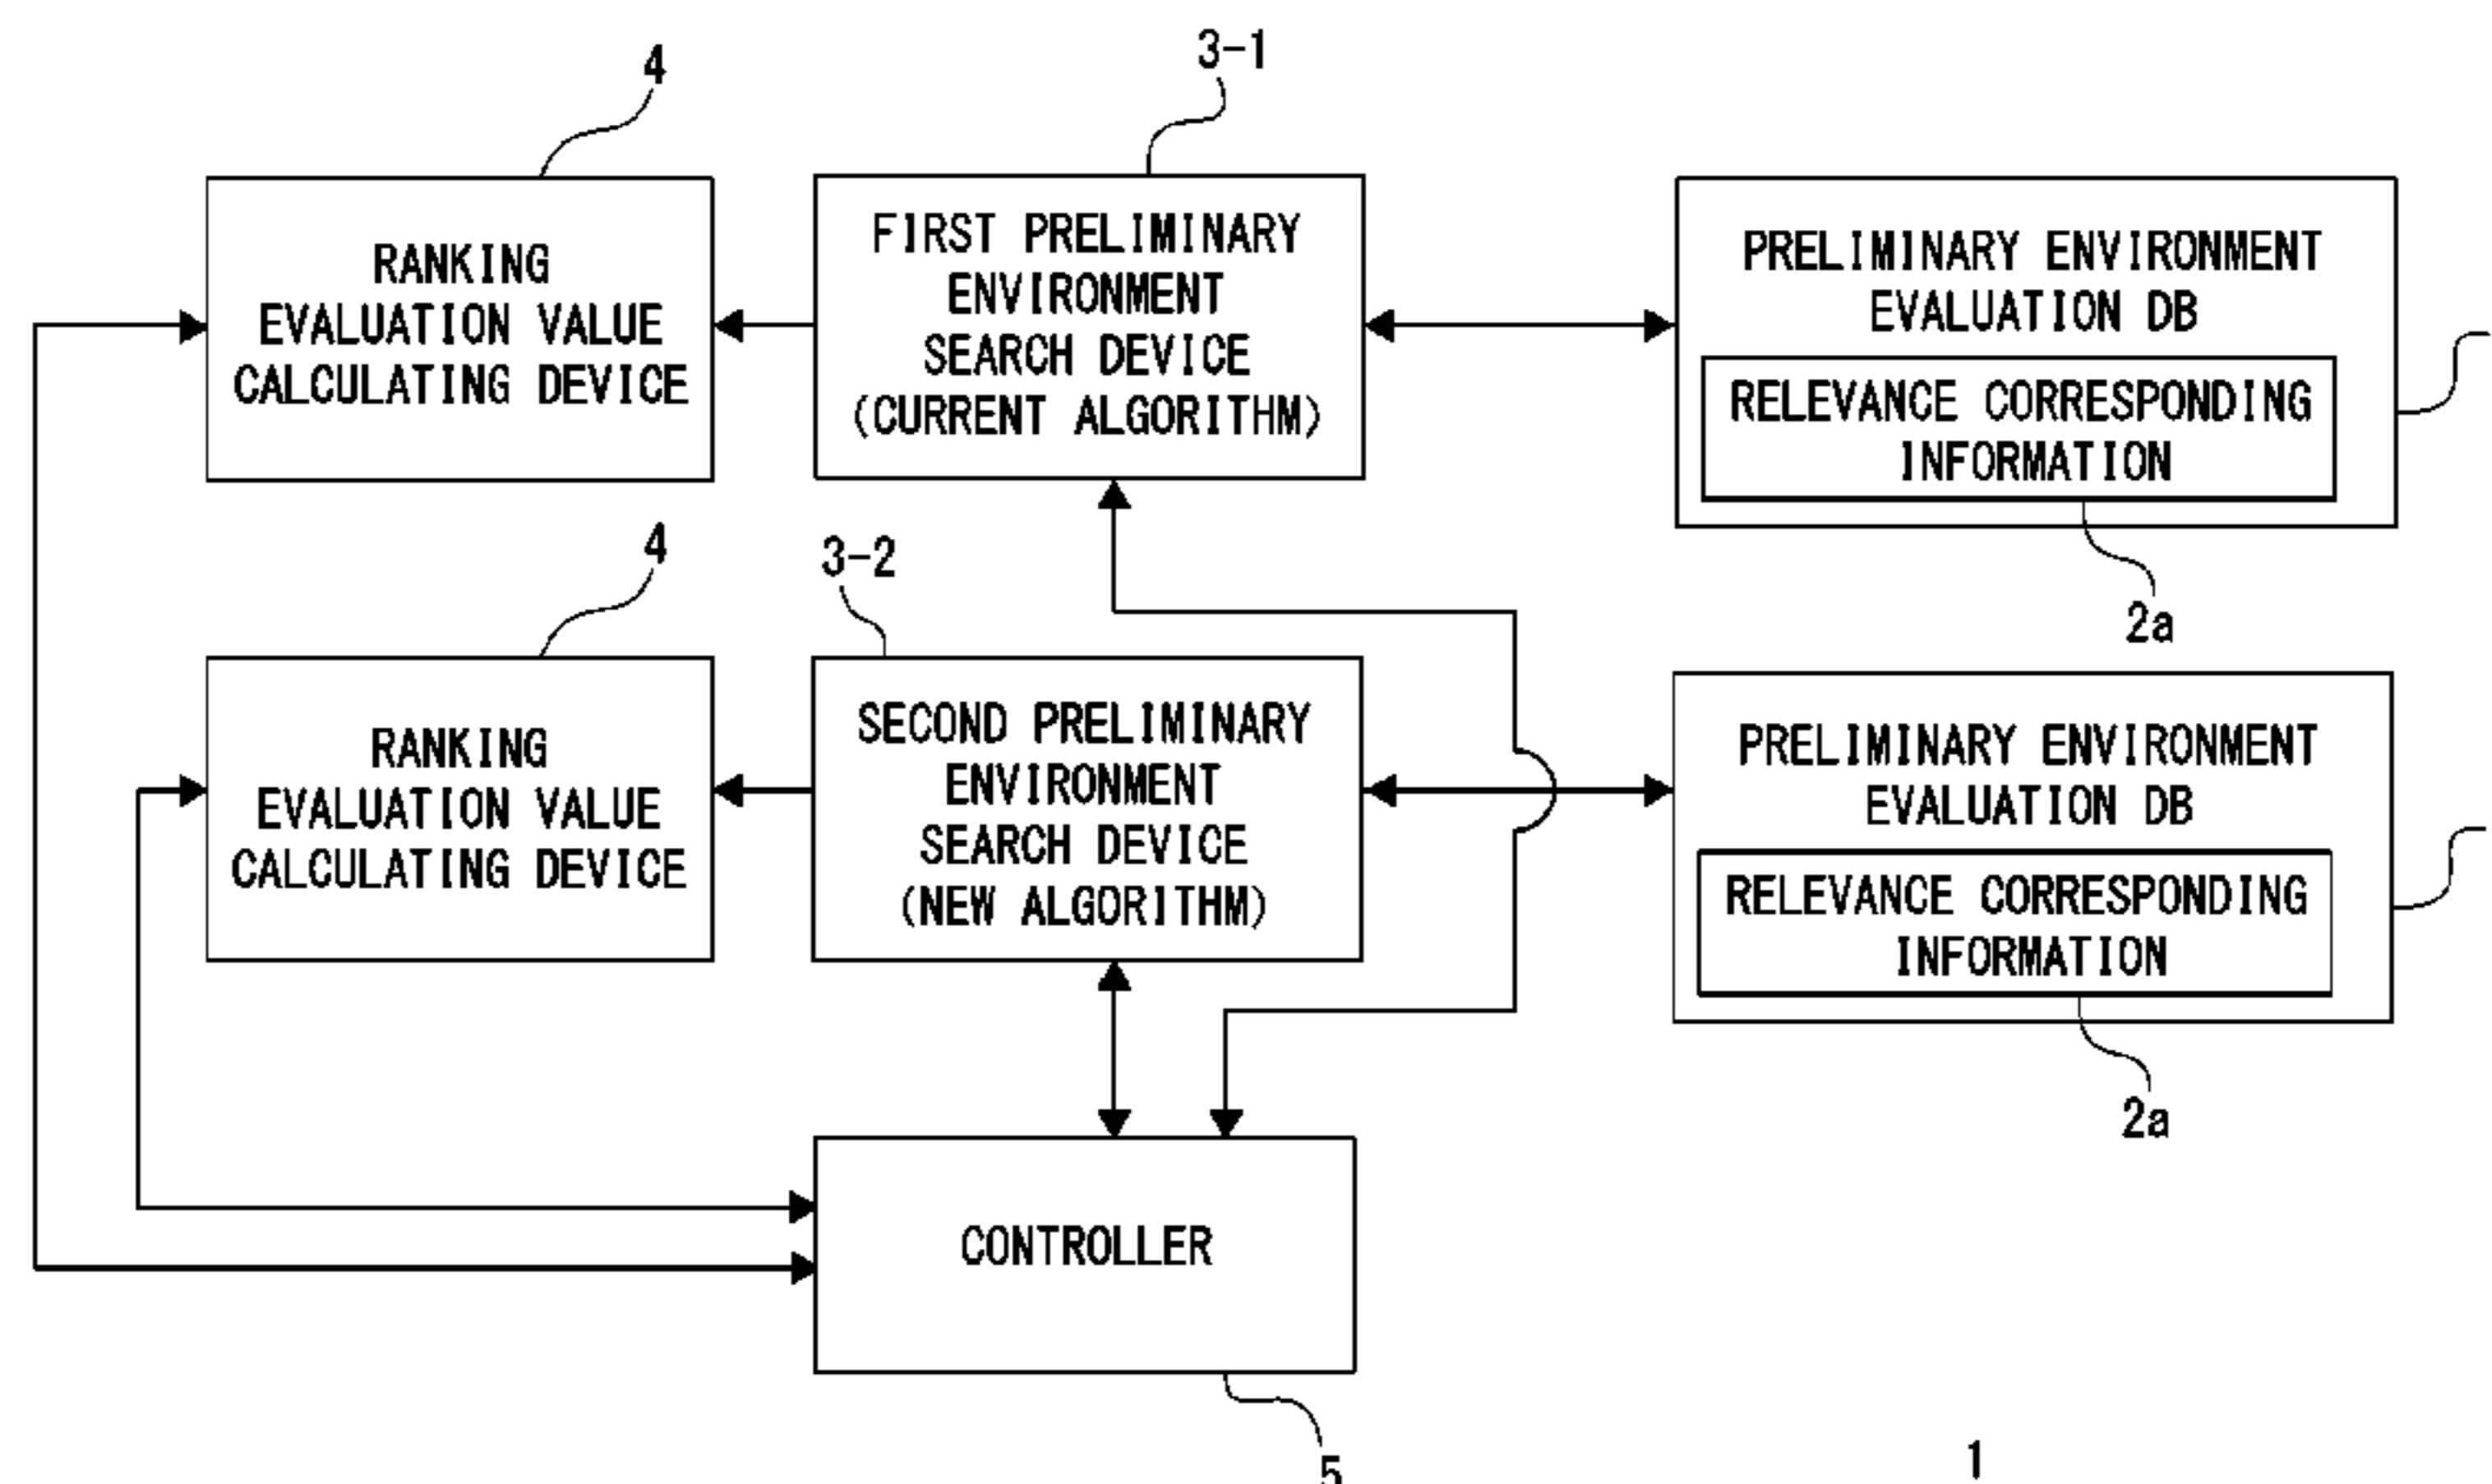 4
3-1
RANKING
EVALUATION VALUE
CALCULATING DEVICE
FIRST PRELIMINARY
ENVIRONMENT
SEARCH DEVICE
(CURRENT ALGORITHM)
PRELIMINARY ENVIRONMENT
EVALUATION DB
RELEVANCE CORRESPONDING
INFORMATION
2a
4
3-2
RANKING
EVALUATION VALUE
CALCULATING DEVICE
SECOND PRELIMINARY
ENVIRONMENT
SEARCH DEVICE
(NEW ALGORITHM)
PRELIMINARY ENVIRONMENT
EVALUATION DB
RELEVANCE CORRESPONDING
INFORMATION
2a
CONTROLLER
5
1